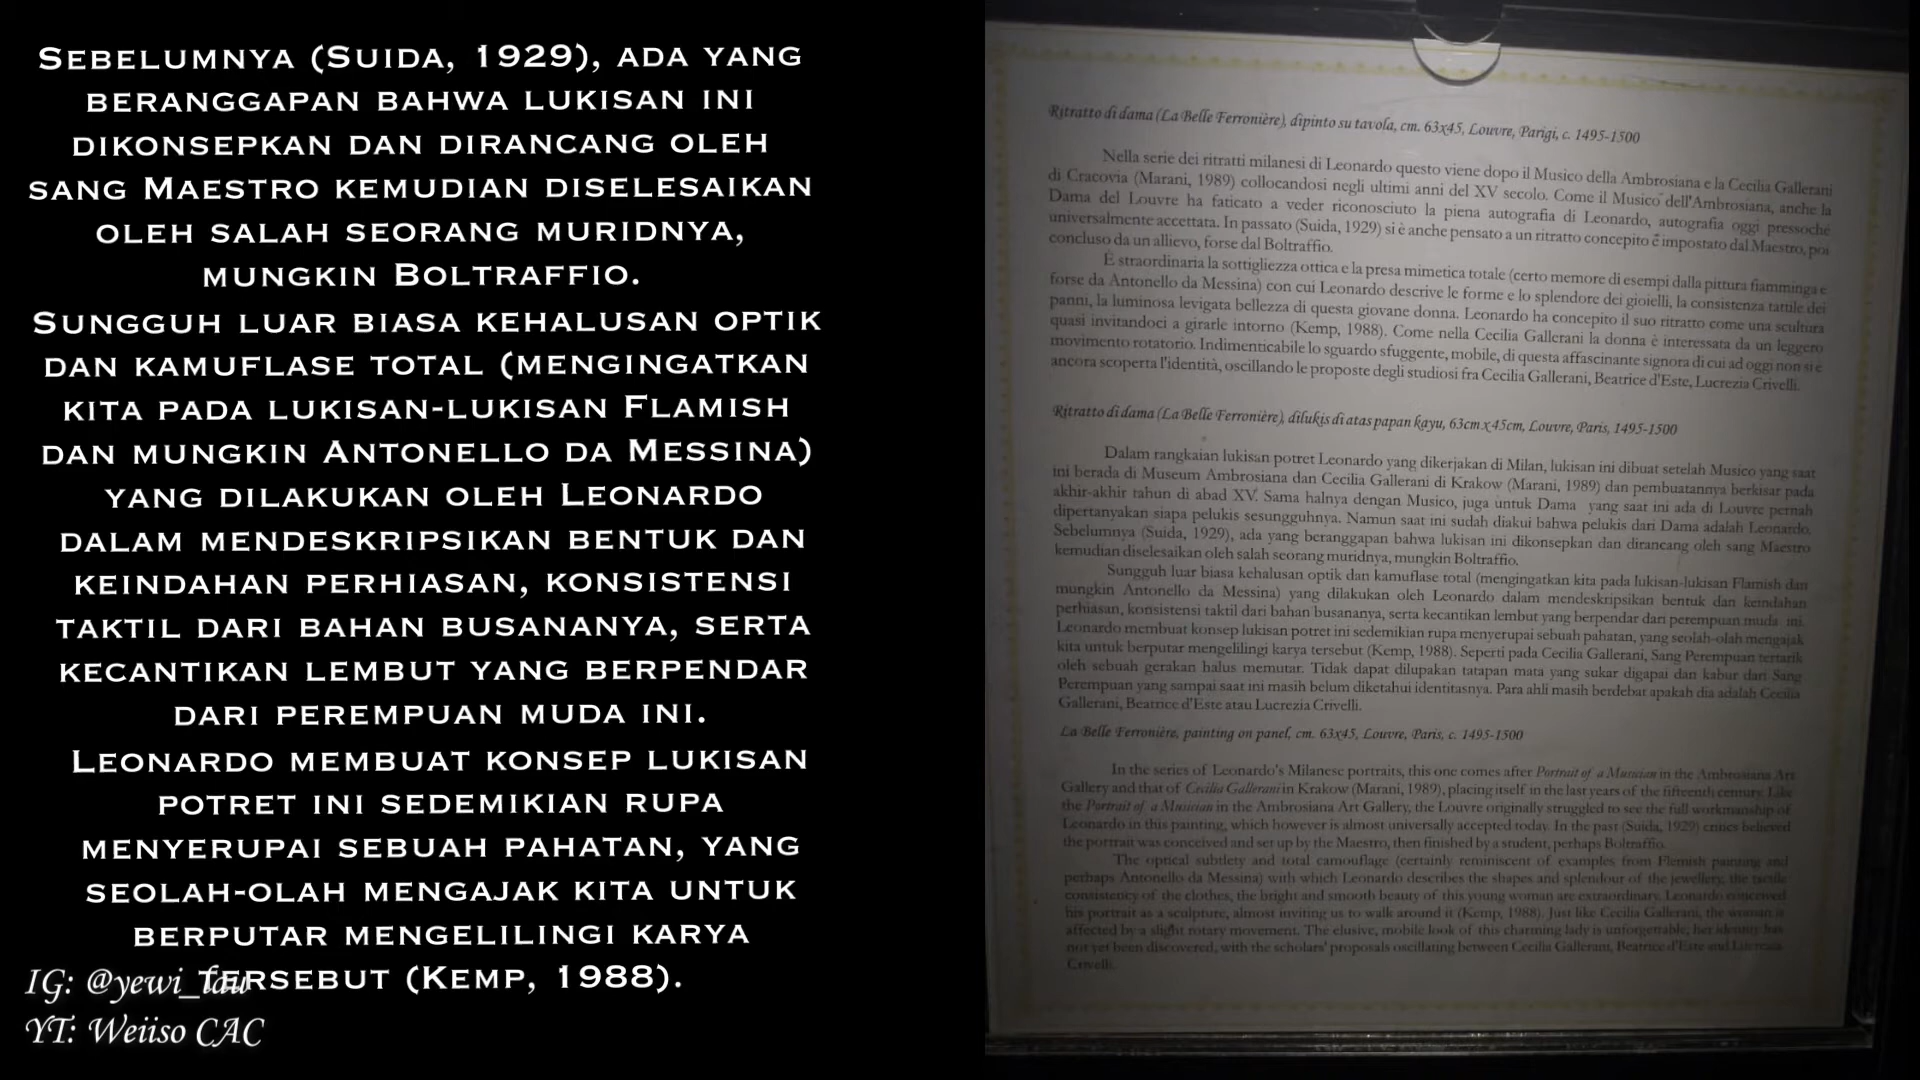 SEBELUMNYA (SUIDA, 1929), ADA YANG
BERANGGAPAN BAHWA LUKISAN INI
DIKONSEPKAN DAN DIRANCANG OLEH
SANG MAESTRO KEMUDIAN DISELESAIKAN
OLEH SALAH SEORANG MURIDNYA,
MUNGKIN BOLTRAFFIO.
SUNGGUH LUAR BIASA KEHALUSAN OPTIK
DAN KAMUFLASE TOTAL (MENGINGATKAN
KITA PADA LUKISAN-LUKISAN FLAMISH
DAN MUNGKIN ANTONELLO DA MESSINA)
YANG DILAKUKAN OLEH LEONARDO
DALAM MENDESKRIPSIKAN BENTUK DAN
KEINDAHAN PERHIASAN, KONSISTENSI
TAKTIL DARI BAHAN BUSANANYA, SERTA
KECANTIKAN LEMBUT YANG BERPENDAR
DARI PEREMPUAN MUDA INI.
LEONARDO MEMBUAT KONSEP LUKISAN
POTRET INI SEDEMIKIAN RUPA
MENYERUPAI SEBUAH PAHATAN, YANG
SEOLAH-OLAH MENGAJAK KITA UNTUK
BERPUTAR MENGELILINGI KARYA
TERSEBUT (KEMP, 1988).
IG: @yewi_lau
YT: Weiiso CAC
Ritratto di dama (La Belle Ferronière), dipinto su tavola, cm. 63x45, Louvre, Parigi, c. 1495-1500
Nella serie dei ritratti milanesi di Leonardo questo viene dopo il Musico della Ambrosiana e la Cecilia Gallerani
di Cracovia (Marani, 1989) collocandosi negli ultimi anni del XV secolo. Come il Musico dell'Ambrosiana, anche la
Dama del Louvre ha faticato a veder riconosciuto la piena autografia di Leonardo, autografia oggi pressoché
universalmente accettata. In passato (Suida, 1929) si è anche pensato a un ritratto concepito e impostato dal Maestro, poi
concluso da un allievo, forse dal Boltraffio.
È straordinaria la sottigliezza ottica e la presa mimetica totale (certo memore di esempi dalla pittura fiamminga e
forse da Antonello da Messina) con cui Leonardo descrive le forme e lo splendore dei gioielli, la consistenza tattile dei
panni, la luminosa levigata bellezza di questa giovane donna. Leonardo ha concepito il suo ritratto come una scultura
quasi invitandoci a girarle intorno (Kemp, 1988). Come nella Cecilia Gallerani la donna è interessata da un leggero
movimento rotatorio. Indimenticabile lo sguardo sfuggente, mobile, di questa affascinante signora di cui ad oggi non si è
ancora scoperta l'identità, oscillando le proposte degli studiosi fra Cecilia Gallerani, Beatrice d'Este, Lucrezia Crivelli.
Ritratto di dama (La Belle Ferronière), dilukis di atas papan kayu, 63cm x 45cm, Louvre, Paris, 1495-1500
Dalam rangkaian lukisan potret Leonardo yang dikerjakan di Milan, lukisan ini dibuat setelah Musico yang saat
ini berada di Museum Ambrosiana dan Cecilia Gallerani di Krakow (Marani, 1989) dan pembuatannya berkisar pada
akhir-akhir tahun di abad XV. Sama halnya dengan Musico, juga untuk Dama yang saat ini ada di Louvre pernah
dipertanyakan siapa pelukis sesungguhnya. Namun saat ini sudah diakui bahwa pelukis dari Dama adalah Leonardo.
Sebelumnya (Suida, 1929), ada yang beranggapan bahwa lukisan ini dikonsepkan dan dirancang oleh sang Maestro
kemudian diselesaikan oleh salah seorang muridnya, mungkin Boltraffio.
Sungguh luar biasa kehalusan optik dan kamuflase total (mengingatkan kita pada lukisan-lukisan Flamish dan
mungkin Antonello da Messina) yang dilakukan oleh Leonardo dalam mendeskripsikan bentuk dan keindahan
perhiasan, konsistensi taktil dari bahan busananya, serta kecantikan lembut yang berpendar dari perempuan muda ini.
Leonardo membuat konsep lukisan potret ini sedemikian rupa menyerupai sebuah pahatan, yang seolah-olah mengajak
kita untuk berputar mengelilingi karya tersebut (Kemp, 1988). Seperti pada Cecilia Gallerani, Sang Perempuan tertarik
oleh sebuah gerakan halus memutar. Tidak dapat dilupakan tatapan mata yang sukar digapai dan kabur dari Sang
Perempuan yang sampai saat ini masih belum diketahui identitasnya. Para ahli masih berdebat apakah dia adalah Cecilia
Gallerani, Beatrice d'Este atau Lucrezia Crivelli.
La Belle Ferronière, painting on panel, cm. 63x45, Louvre, Paris, c. 1495-1500
In the series of Leonardo's Milanese portraits, this one comes after Portrait of a Musician in the Ambrosiana Art
Gallery and that of Cecilia Gallerani in Krakow (Marani, 1989), placing itself in the last years of the fifteenth century. Like
the Portrait of a Musician in the Ambrosiana Art Gallery, the Louvre originally struggled to see the full workmanship of
Leonardo in this painting, which however is almost universally accepted today. In the past (Suida, 1929) critics believed
the portrait was conceived and set up by the Maestro, then finished by a student, perhaps Boltraffio.
The optical subtlety and total camouflage (certainly reminiscent of examples from Flemish painting and
perhaps Antonello da Messina) with which Leonardo describes the shapes and splendour of the jewellery, the tactile
consistency of the clothes, the bright and smooth beauty of this young woman are extraordinary. Leonardo conceived
his portrait as a sculpture, almost inviting us to walk around it (Kemp, 1988). Just like Cecilia Gallerani, the woman is
affected by a slight rotary movement. The elusive, mobile look of this charming lady is unforgettable; her identity has
not yet been discovered, with the scholars' proposals oscillating between Cecilia Gallerani, Beatrice d'Este and Lucrezia
Crivelli.